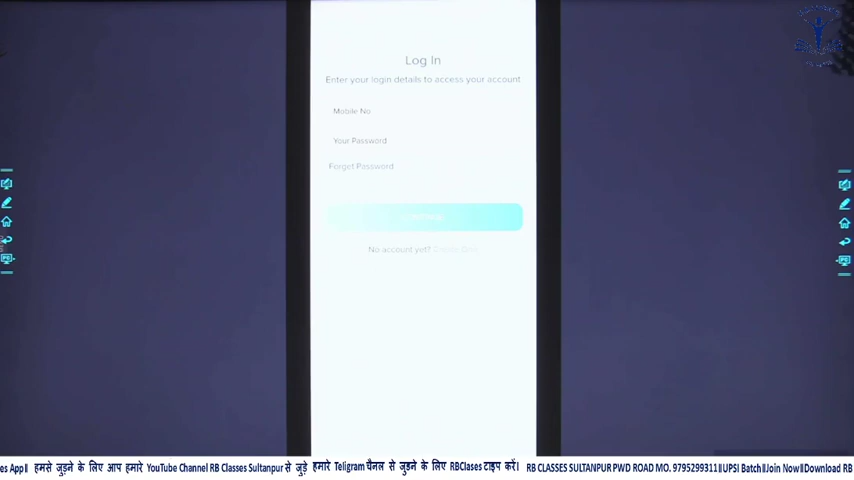 Log In
Enter your login details to access your account
Mobile No
Your Password
Forget Password
No account yet?
es App॥ हमसे जुड़ने के लिए आप हमारे YouTube Channel RB Classes Sultanpur से जुड़े हमारे Teligram चैनल से जुड़ने के लिए RBClases टाइप करें। RB CLASSES SULTANPUR PWD ROAD MO. 9795299311॥UPSI Batch॥Join Now॥Download RB